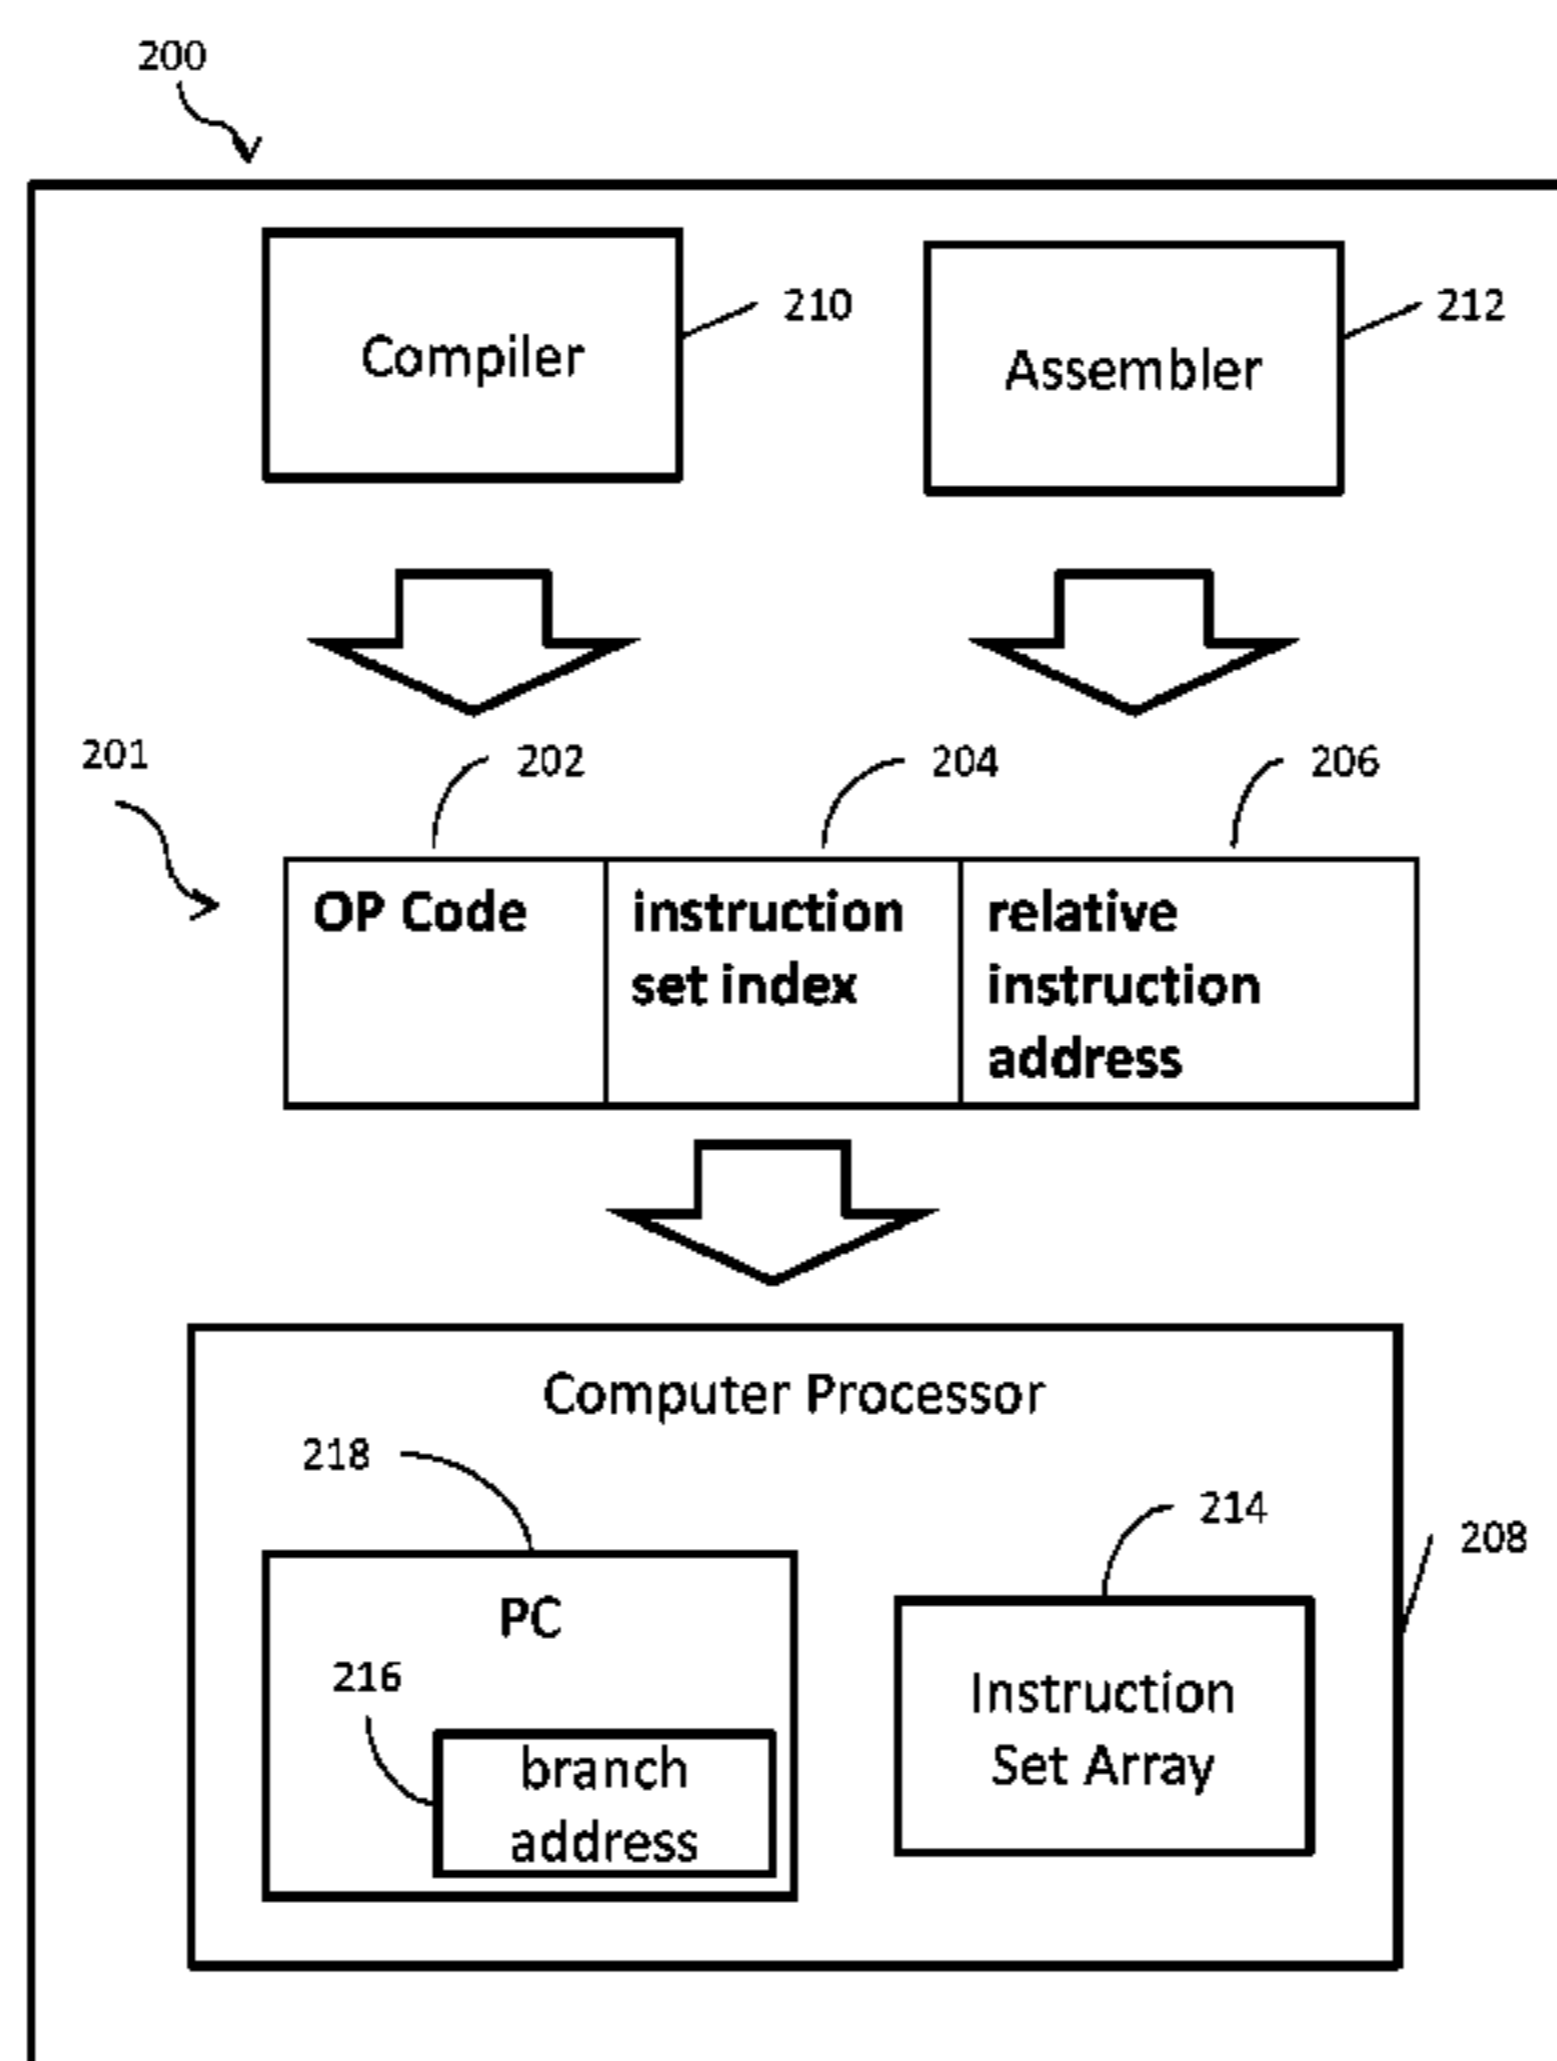 200
Compiler
210
Assembler
212
201
202
204
206
OP Code
instruction
set index
relative
instruction
address
Computer Processor
218
214
208
PC
216
branch
address
Instruction
Set Array